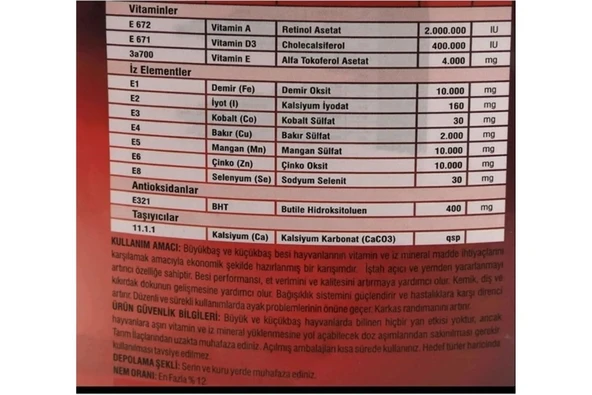 Vitaminler
E 672 Vitamin A Retinol Asetat 2.000.000 IU
E 671 Vitamin D3 Cholecalsiferol 400.000 IU
3a700 Vitamin E Alfa Tokoferol Asetat 4.000 mg
İz Elementler
E1 Demir (Fe) Demir Oksit 10.000 mg
E2 İyot (I) Kalsiyum İyodat 160 mg
E3 Kobalt (Co) Kobalt Sülfat 30 mg
E4 Bakır (Cu) Bakır Sülfat 2.000 mg
E5 Mangan (Mn) Mangan Sülfat 10.000 mg
E6 Çinko (Zn) Çinko Oksit 10.000 mg
E8 Selenyum (Se) Sodyum Selenit 30 mg
Antioksidanlar
E321 BHT Butile Hidroksitoluen 400 mg
Taşıyıcılar
11.1.1 Kalsiyum (Ca) Kalsiyum Karbonat (CaCO3) qsp
KULLANIM AMACI: Büyükbaş ve küçükbaş besi hayvanlarının vitamin ve iz mineral madde ihtiyaçlarını
karşılamak amacıyla ekonomik şekilde hazırlanmış bir karışımdır. İştah açıcı ve yemden yararlanmayı
artırıcı özelliğe sahiptir. Besi performansı, et verimini ve kalitesini artırmaya yardımcı olur. Kemik, diş ve
kıkırdak dokunun gelişmesine yardımcı olur. Bağışıklık sistemini güçlendirir ve hastalıklara karşı direnci
artırır. Düzenli ve sürekli kullanımlarda ayak problemlerinin önüne geçer. Karkas randımanını artırır.
ÜRÜN GÜVENLİK BİLGİLERİ: Büyük ve küçükbaş hayvanlarda bilinen hiçbir yan etkisi yoktur, ancak
hayvanlara aşırı vitamin ve iz mineral yüklenmesine yol açabilecek doz aşımlarından sakınılması gerekir.
Tarım İlaçlarından uzakta muhafaza ediniz. Açılmış ambalajları kısa sürede kullanınız. Hedef türler haricinde
kullanılması tavsiye edilmez.
DEPOLAMA ŞEKLİ: Serin ve kuru yerde muhafaza ediniz.
NEM ORANI: En Fazla % 12